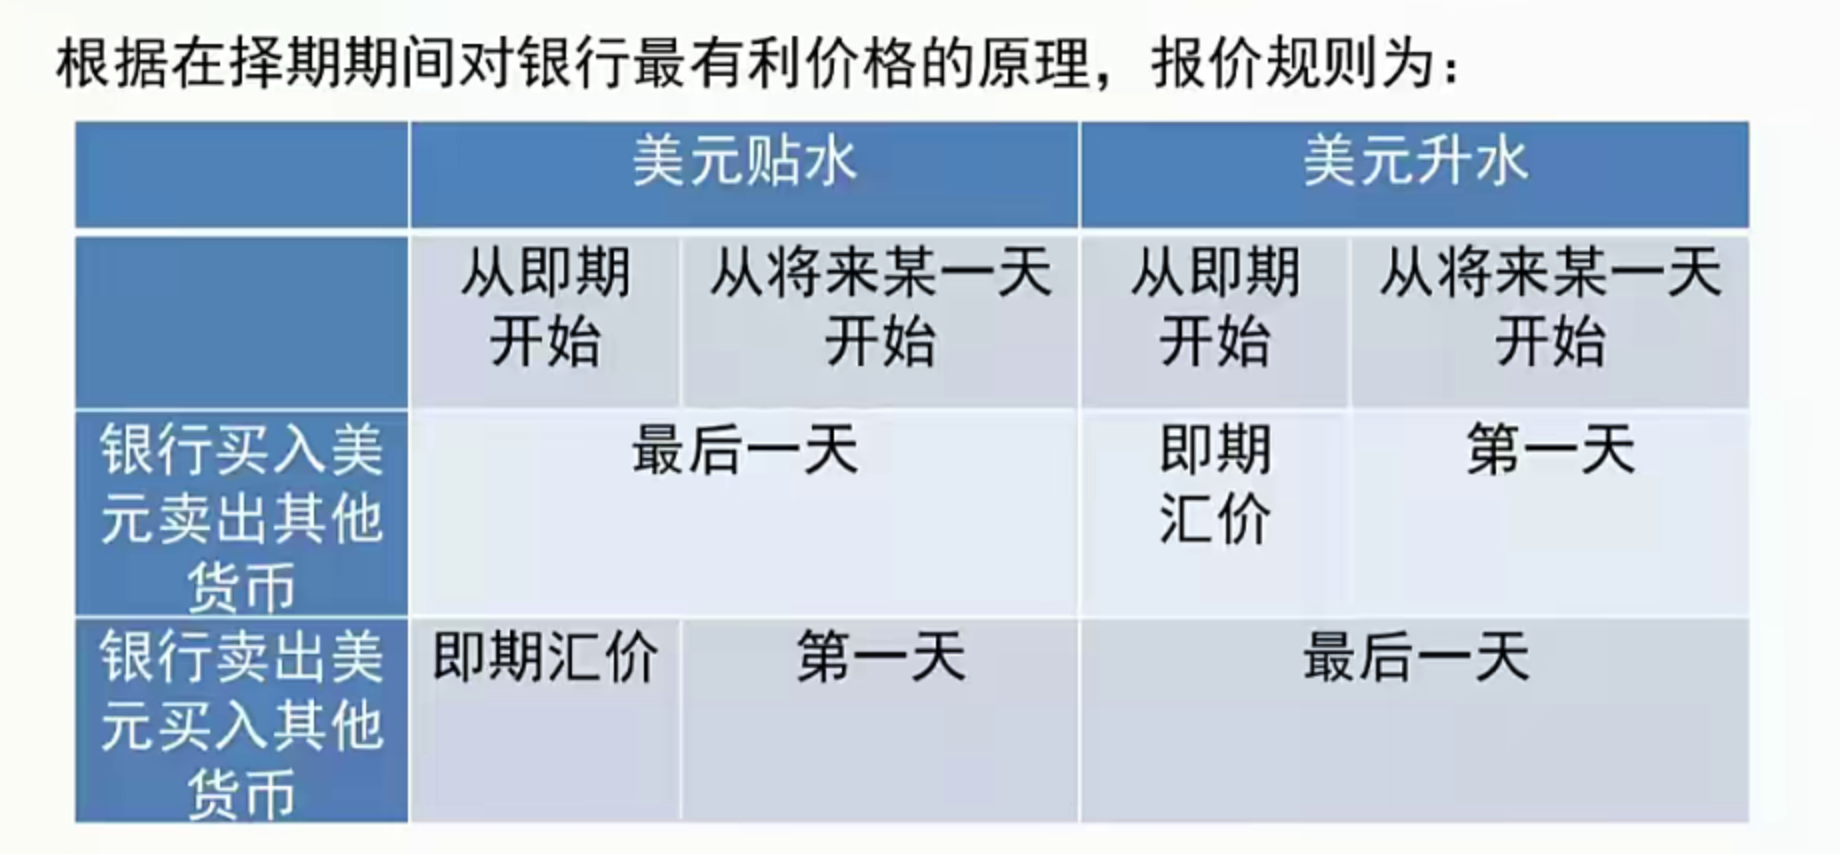 根据在择期期间对银行最有利价格的原理，报价规则为：
美元贴水 美元升水
从即期 从将来某一天 从即期 从将来某一天
开始 开始 开始 开始
银行买入美 最后一天 即期 第一天
元卖出其他 汇价
货币
银行卖出美 即期汇价 第一天 最后一天
元买入其他
货币